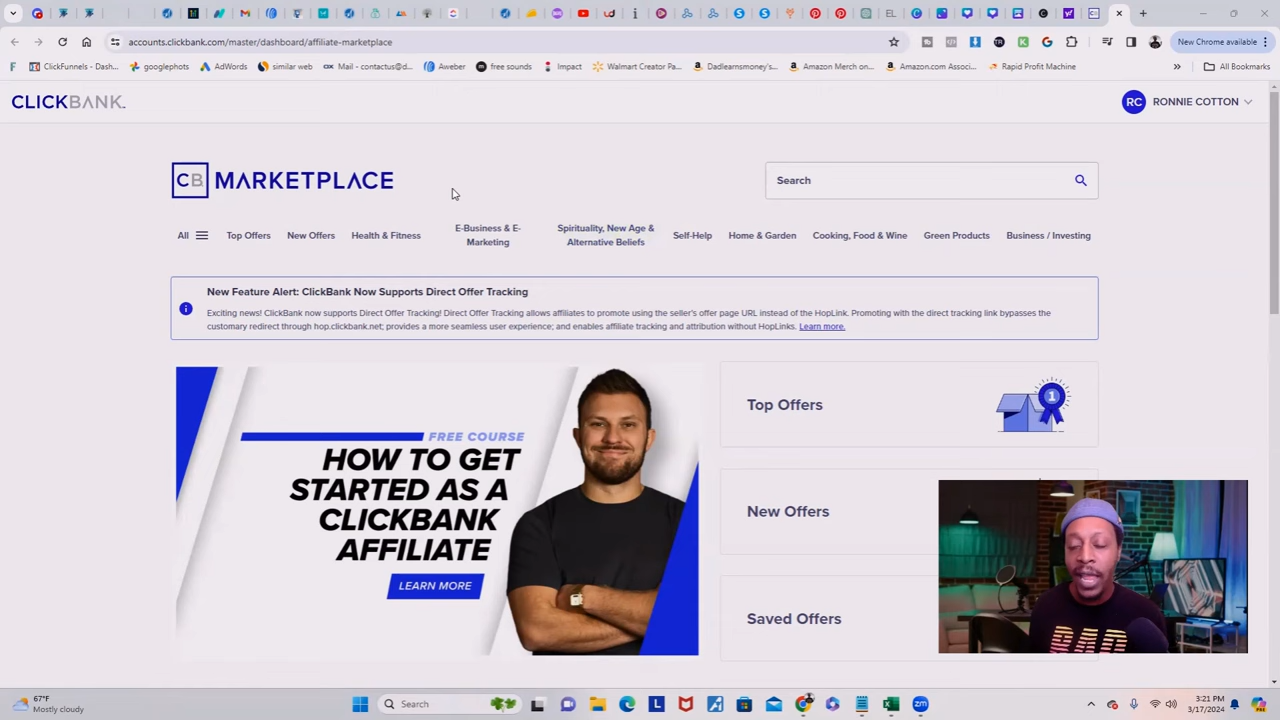 accounts.clickbank.com/master/dashboard/affiliate-marketplace
New Chrome available
ClickFunnels - Dash...
googlephots
AdWords
similar web
Mail - contactus@d...
Aweber
free sounds
Impact
Walmart Creator Pa...
Dadlearnsmoney's...
Amazon Merch on...
Amazon.com Associ...
Rapid Profit Machine
»
All Bookmarks
CLICKBANK
RC RONNIE COTTON
CB MARKETPLACE
Search
All
Top Offers
New Offers
Health & Fitness
E-Business & E-
Marketing
Spirituality, New Age &
Alternative Beliefs
Self-Help
Home & Garden
Cooking, Food & Wine
Green Products
Business / Investing
New Feature Alert: ClickBank Now Supports Direct Offer Tracking
Exciting news! ClickBank now supports Direct Offer Tracking! Direct Offer Tracking allows affiliates to promote using the seller's offer page URL instead of the HopLink. Promoting with the direct tracking link bypasses the
customary redirect through hop.clickbank.net; provides a more seamless user experience; and enables affiliate tracking and attribution without HopLinks. Learn more.
FREE COURSE
HOW TO GET
STARTED AS A
CLICKBANK
AFFILIATE
LEARN MORE
Top Offers
1
New Offers
Saved Offers
67°F
Mostly cloudy
Search
3:21 PM
3/17/2024